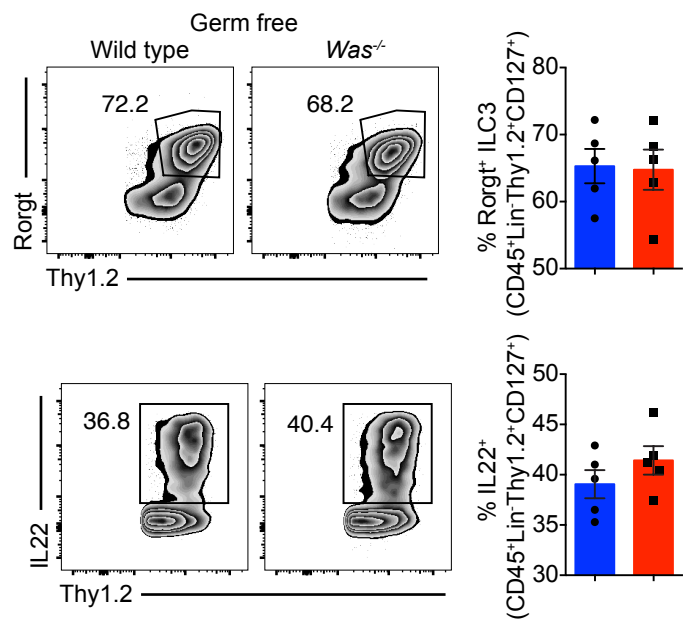 Germ free
Wild type
Was-/-
72.2
68.2
Rorgt
Thy1.2
% Rorgt+ ILC3
(CD45+Lin-Thy1.2+CD127+)
80
70
60
50
36.8
40.4
IL22
Thy1.2
% IL22+
(CD45+Lin-Thy1.2+CD127+)
50
45
40
35
30